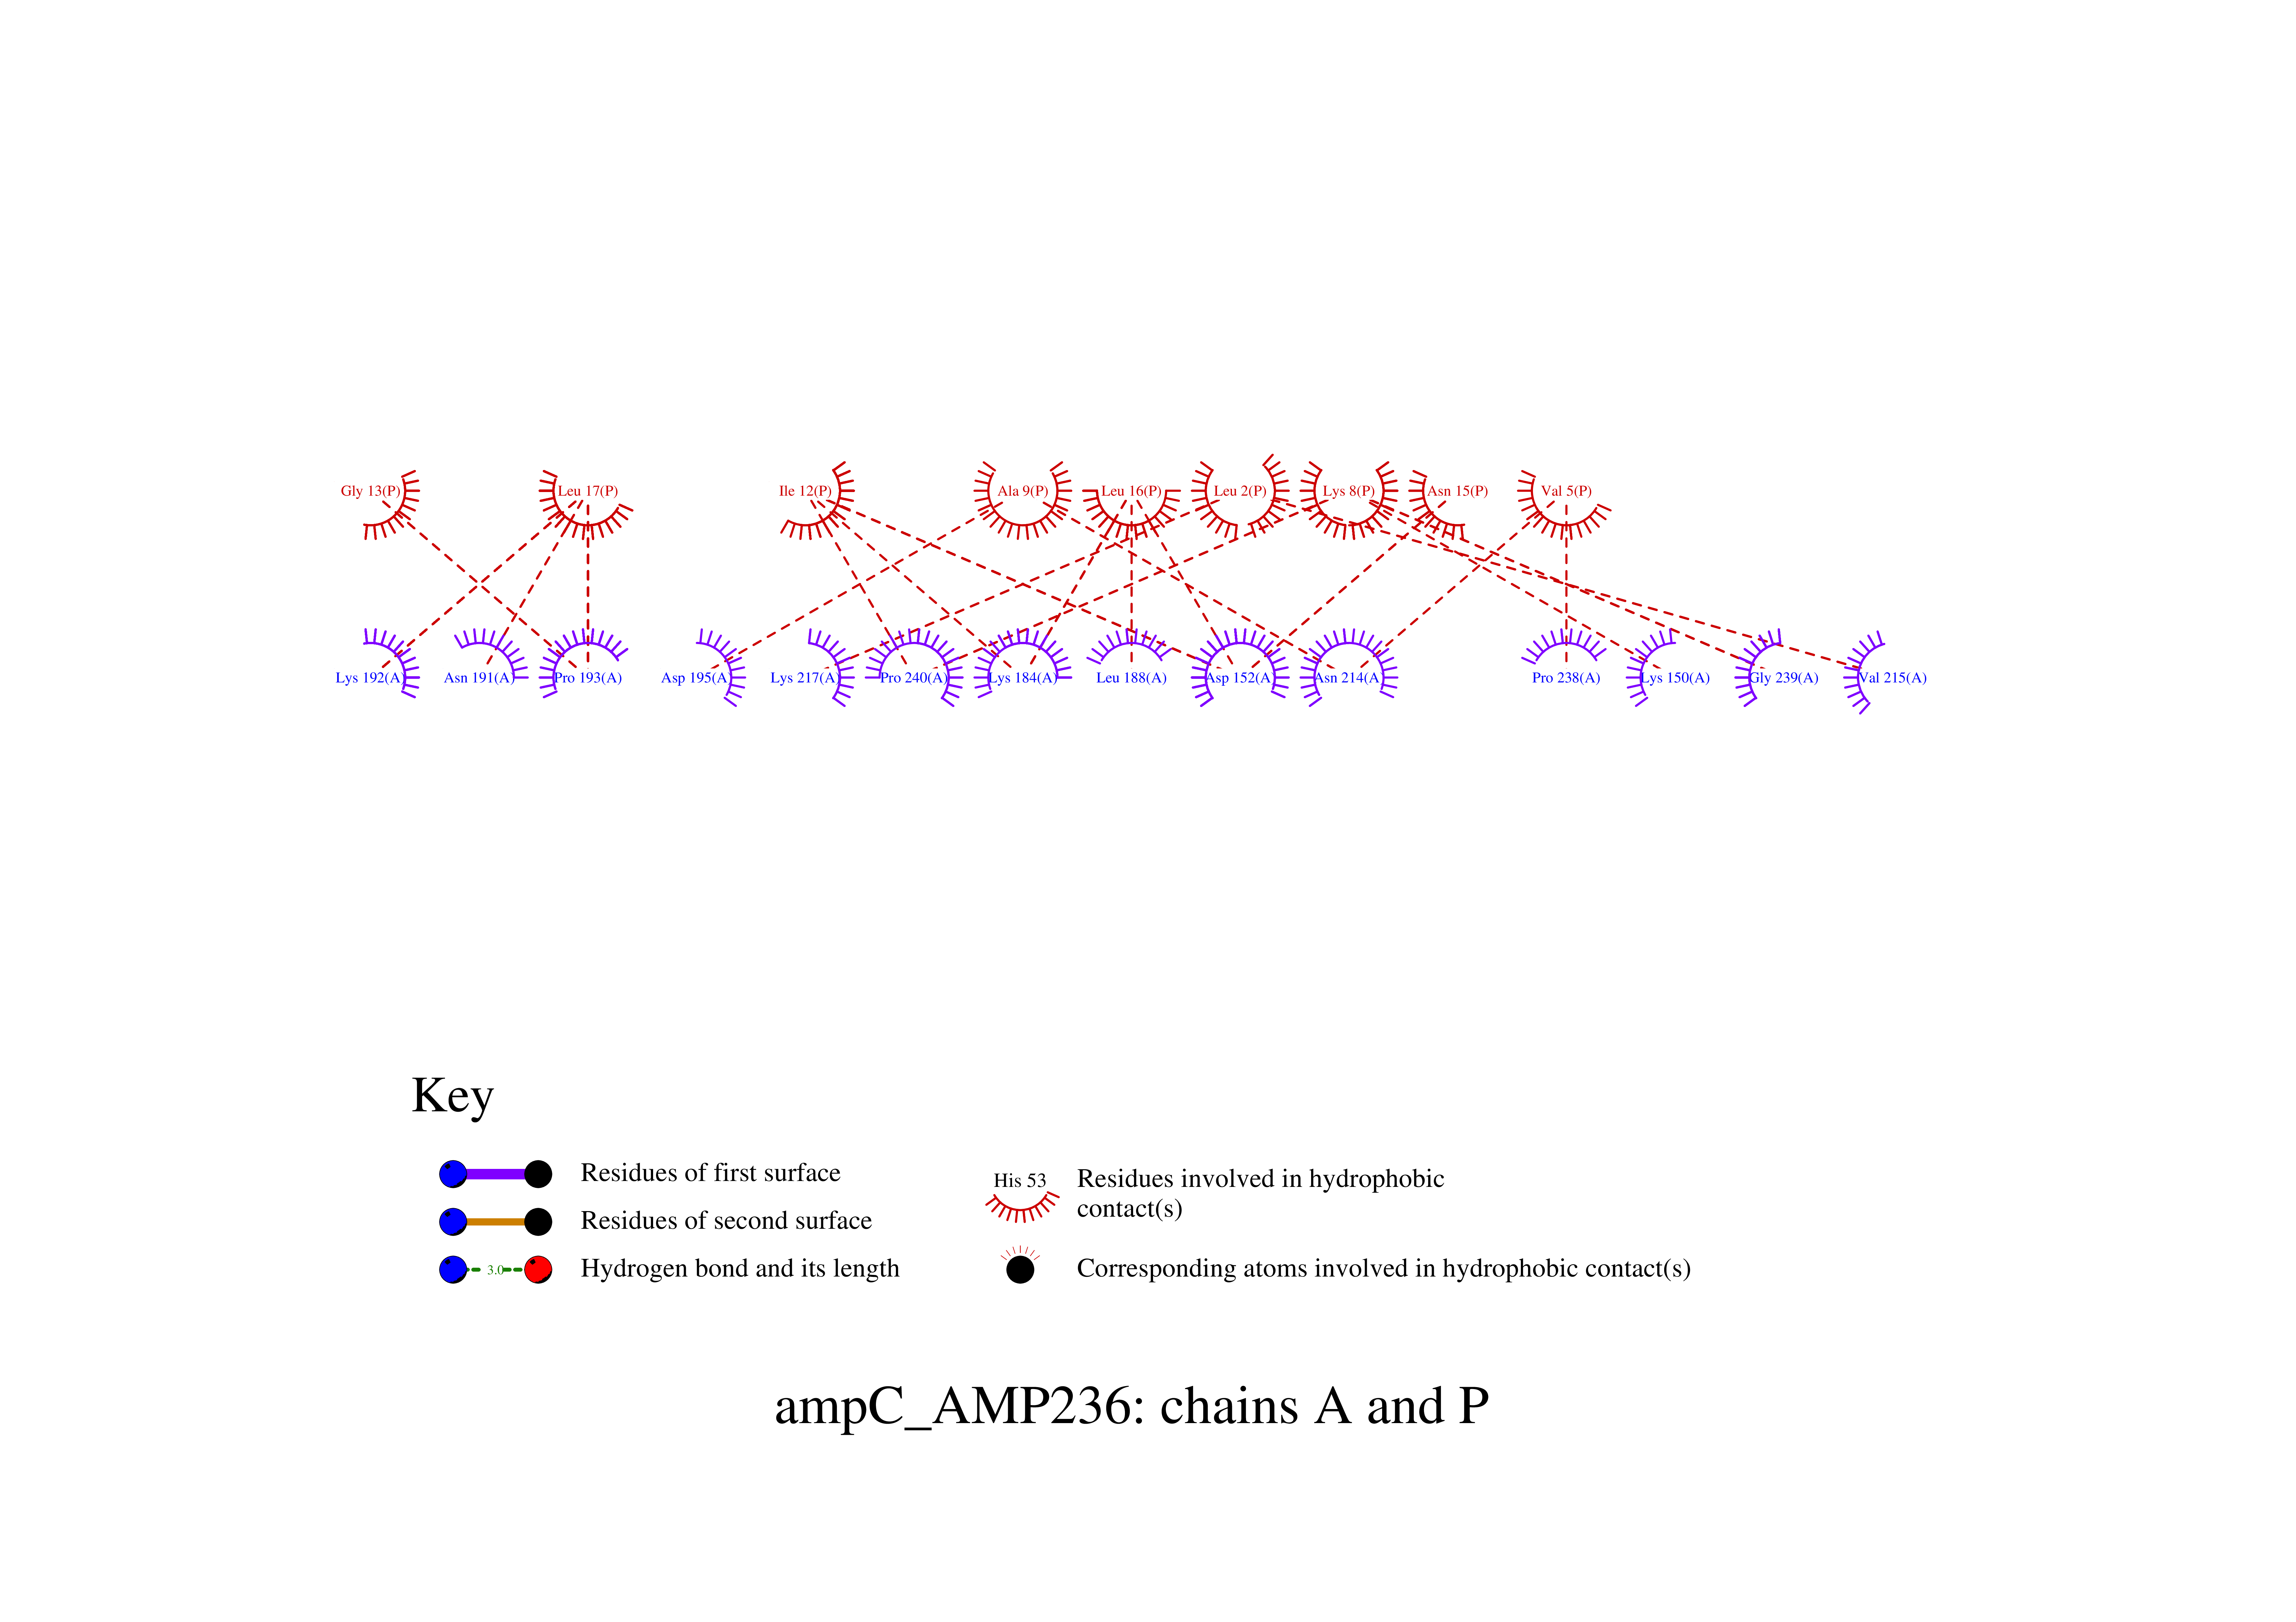 Gly 13(P) Leu 17(P) Ile 12(P) Ala 9(P) Leu 16(P) Leu 2(P) Lys 8(P) Asn 15(P) Val 5(P)
Lys 192(A) Asn 191(A) Pro 193(A) Asp 195(A) Lys 217(A) Pro 240(A) Lys 184(A) Leu 188(A) Asp 152(A) Asn 214(A) Pro 238(A) Lys 150(A) Gly 239(A) Val 215(A)
Key
Residues of first surface
Residues of second surface
3.0 Hydrogen bond and its length
His 53 Residues involved in hydrophobic
contact(s)
Corresponding atoms involved in hydrophobic contact(s)
ampC_AMP236: chains A and P